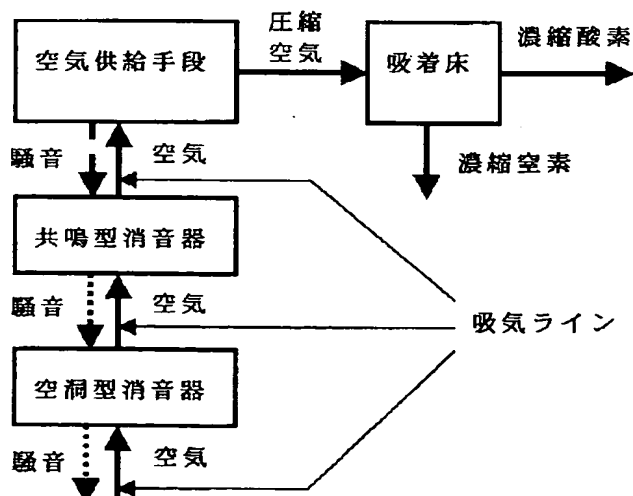 空気供給手段
圧縮
空気
吸着床
濃縮酸素
濃縮窒素
騒音
空気
共鳴型消音器
騒音
空気
吸気ライン
空洞型消音器
騒音
空気